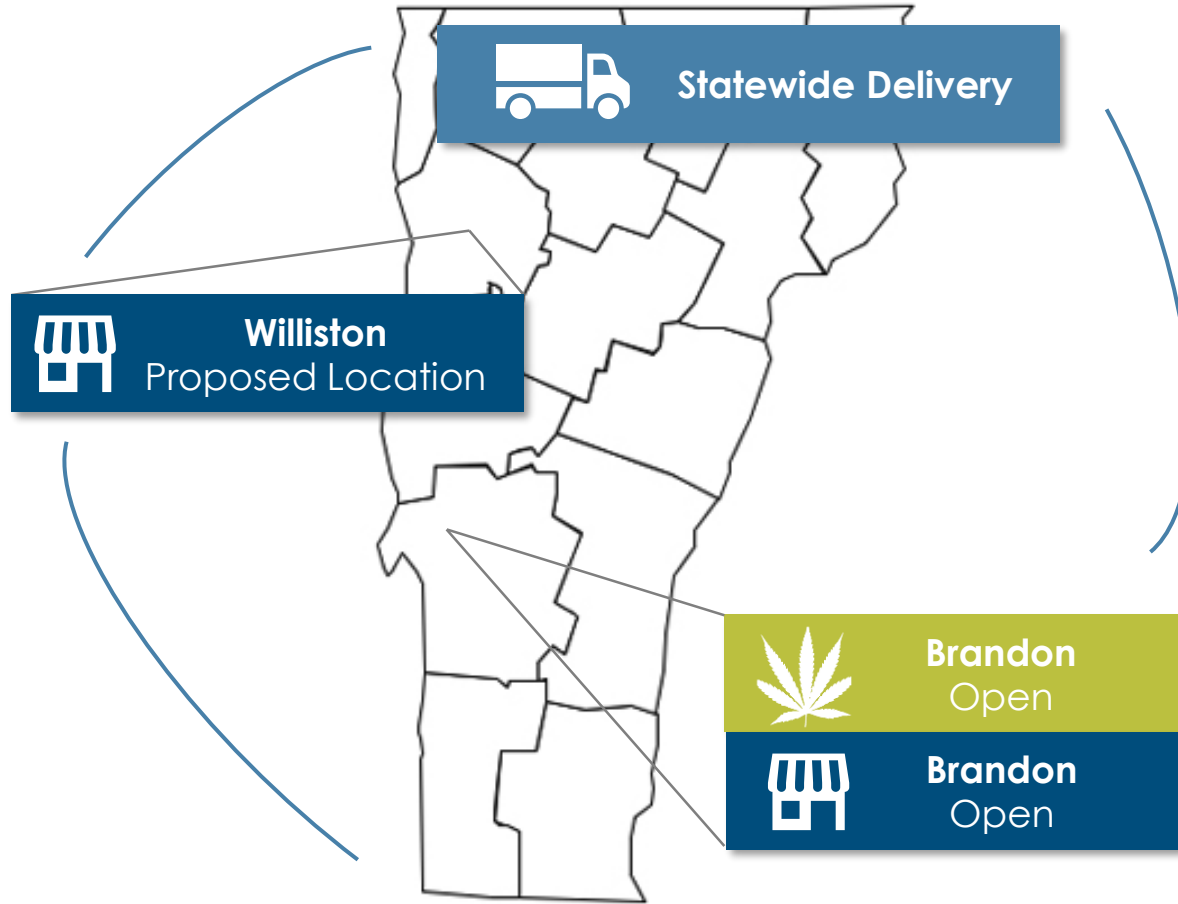 Statewide Delivery
Williston
Proposed Location
Brandon
Open
Brandon
Open